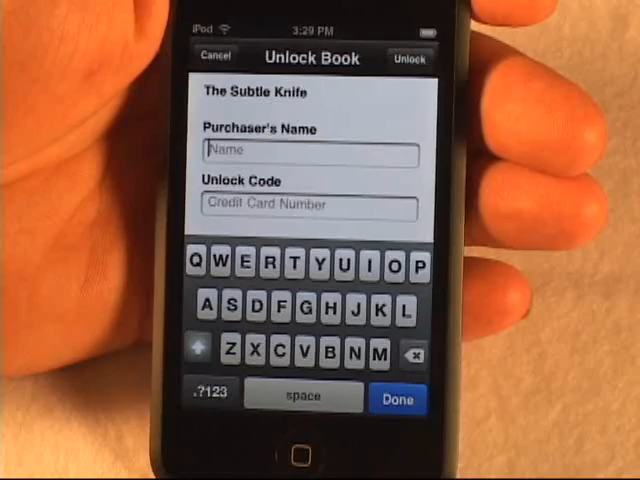 iPod 3:29 PM
Cancel Unlock Book Unlock
The Subtle Knife
Purchaser's Name
Name
Unlock Code
Credit Card Number
Q W E R T Y U I O P
A S D F G H J K L
Z X C V B N M
.?123 space Done